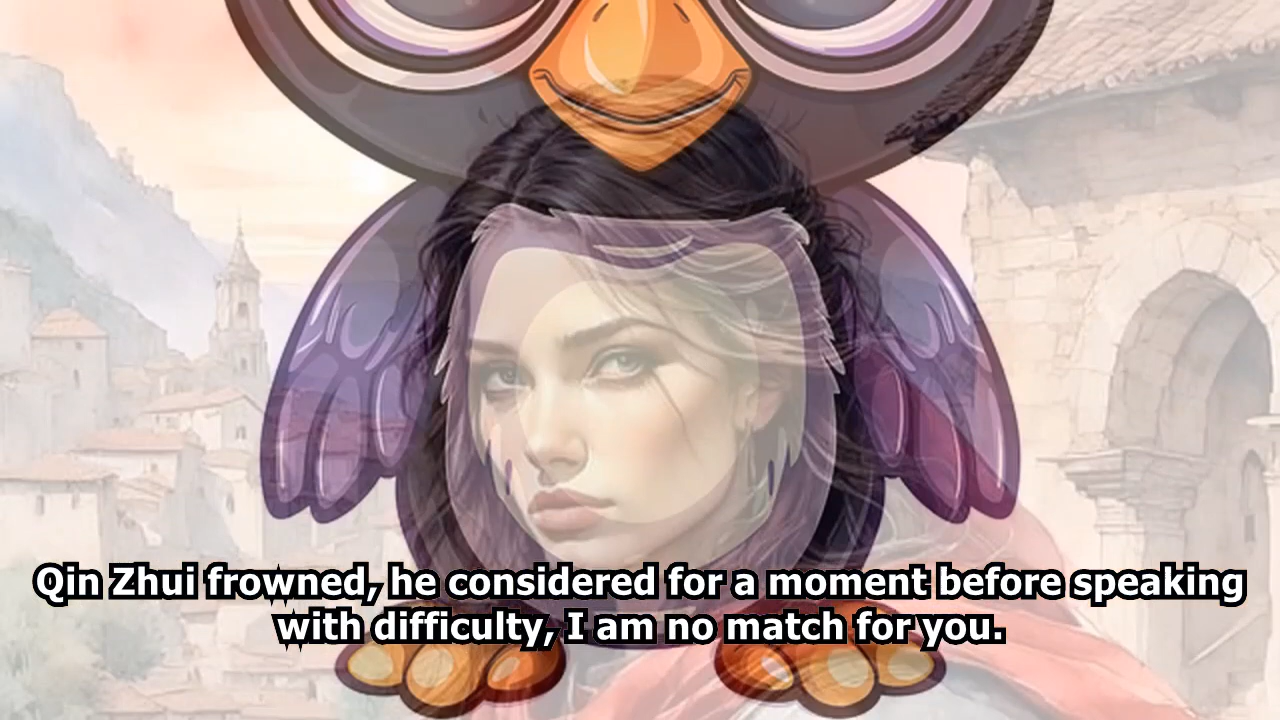 Qin Zhui frowned, he considered for a moment before speaking
with difficulty, I am no match for you.